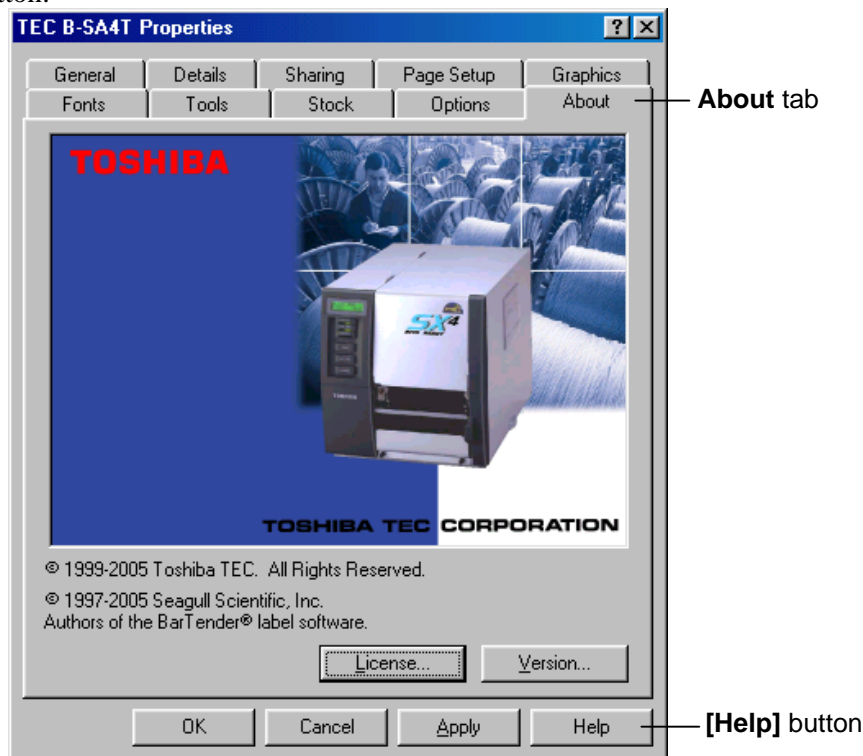 tton.
TEC B-SA4T Properties
General Details Sharing Page Setup Graphics
Fonts Tools Stock Options About
About tab
TOSHIBA
SX4
TOSHIBA
TOSHIBA TEC CORPORATION
© 1999-2005 Toshiba TEC. All Rights Reserved.
© 1997-2005 Seagull Scientific, Inc.
Authors of the BarTender® label software.
License... Version...
OK Cancel Apply Help
[Help] button